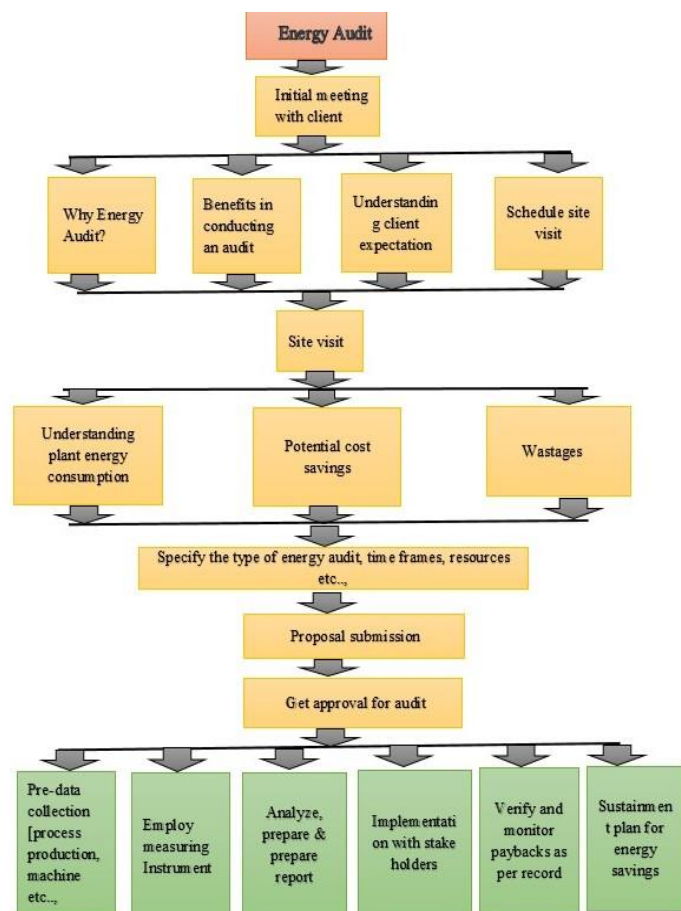 Energy Audit
Initial meeting
with client
Why Energy
Audit?
Benefits in
conducting
an audit
Understandin
g client
expectation
Schedule site
visit
Site visit
Understanding
plant energy
consumption
Potential cost
savings
Wastages
Specify the type of energy audit, time frames, resources
etc..,
Proposal submission
Get approval for audit
Pre-data
collection
[process
production,
machine
etc..,
Employ
measuring
Instrument
Analyze,
prepare &
prepare
report
Implementati
on with stake
holders
Verify and
monitor
paybacks as
per record
Sustainmen
t plan for
energy
savings